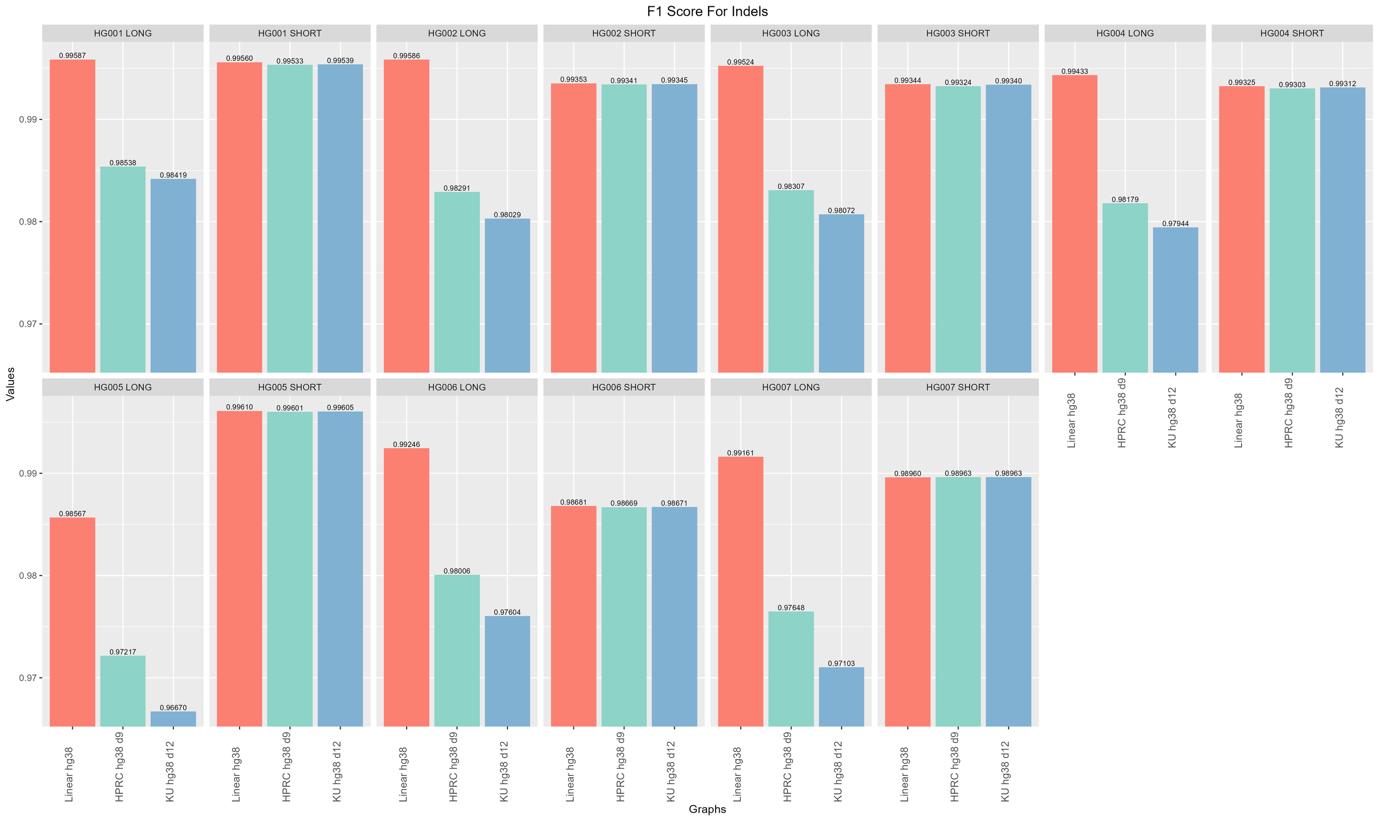 F1 Score For Indels
HG001 LONG
HG001 SHORT
HG002 LONG
HG002 SHORT
HG003 LONG
HG003 SHORT
HG004 LONG
HG004 SHORT
0.99587
0.98538
0.98419
0.99560
0.99533
0.99539
0.99586
0.98291
0.98029
0.99353
0.99341
0.99345
0.99524
0.98307
0.98072
0.99344
0.99324
0.99340
0.99433
0.98179
0.97944
0.99325
0.99303
0.99312
0.99
0.98
0.97
Linear hg38
HPRC hg38 d9
KU hg38 d12
Linear hg38
HPRC hg38 d9
KU hg38 d12
Values
HG005 LONG
HG005 SHORT
HG006 LONG
HG006 SHORT
HG007 LONG
HG007 SHORT
0.98567
0.97217
0.96670
0.99610
0.99601
0.99605
0.99246
0.98006
0.97604
0.98681
0.98669
0.98671
0.99161
0.97648
0.97103
0.98960
0.98963
0.98963
0.99
0.98
0.97
Linear hg38
HPRC hg38 d9
KU hg38 d12
Linear hg38
HPRC hg38 d9
KU hg38 d12
Linear hg38
HPRC hg38 d9
KU hg38 d12
Linear hg38
HPRC hg38 d9
KU hg38 d12
Linear hg38
HPRC hg38 d9
KU hg38 d12
Linear hg38
HPRC hg38 d9
KU hg38 d12
Graphs